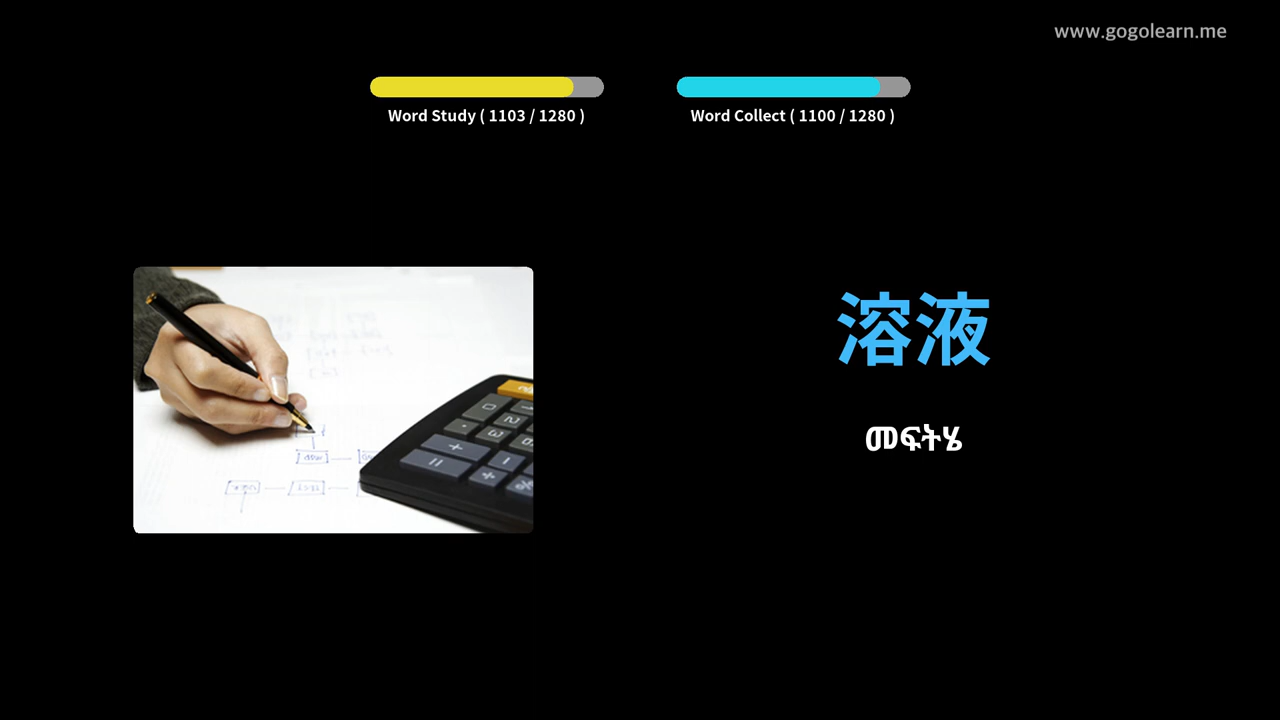 www.gogolearn.me
Word Study ( 1103 / 1280 )
Word Collect ( 1100 / 1280 )
溶液
መፍትሄ